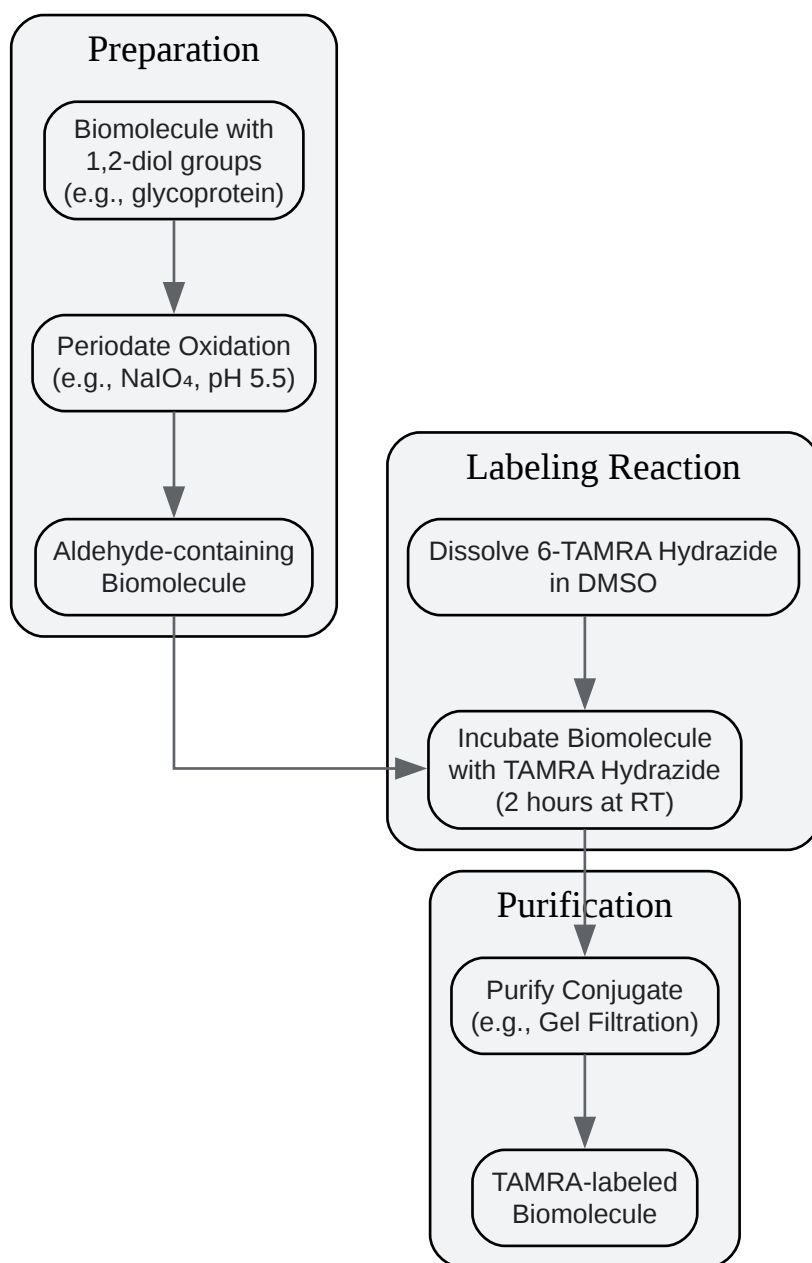 Preparation
Biomolecule with
1,2-diol groups
(e.g., glycoprotein)
Periodate Oxidation
(e.g., NaIO₄, pH 5.5)
Aldehyde-containing
Biomolecule
Labeling Reaction
Dissolve 6-TAMRA Hydrazide
in DMSO
Incubate Biomolecule
with TAMRA Hydrazide
(2 hours at RT)
Purification
Purify Conjugate
(e.g., Gel Filtration)
TAMRA-labeled
Biomolecule